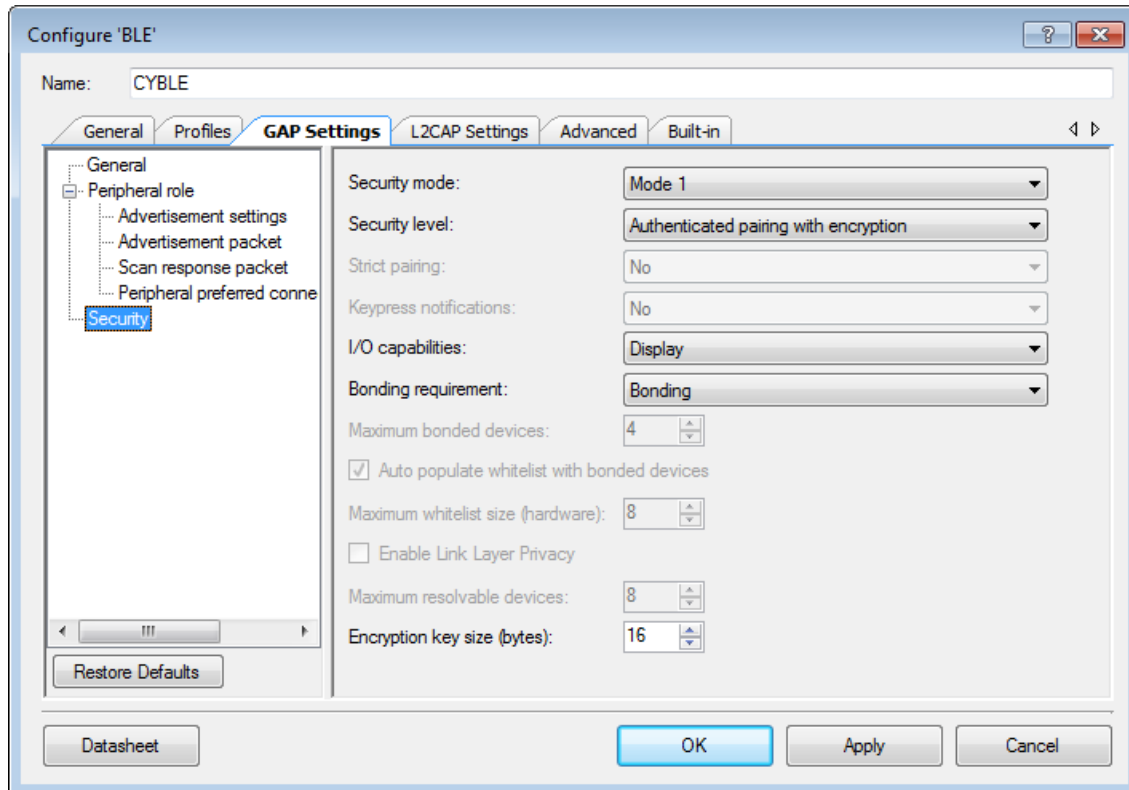 Configure 'BLE'
Name: CYBLE
General Profiles GAP Settings L2CAP Settings Advanced Built-in
General
Peripheral role
Advertisement settings
Advertisement packet
Scan response packet
Peripheral preferred conne
Security
Restore Defaults
Security mode: Mode 1
Security level: Authenticated pairing with encryption
Strict pairing: No
Keypress notifications: No
I/O capabilities: Display
Bonding requirement: Bonding
Maximum bonded devices: 4
Auto populate whitelist with bonded devices
Maximum whitelist size (hardware): 8
Enable Link Layer Privacy
Maximum resolvable devices: 8
Encryption key size (bytes): 16
Datasheet OK Apply Cancel